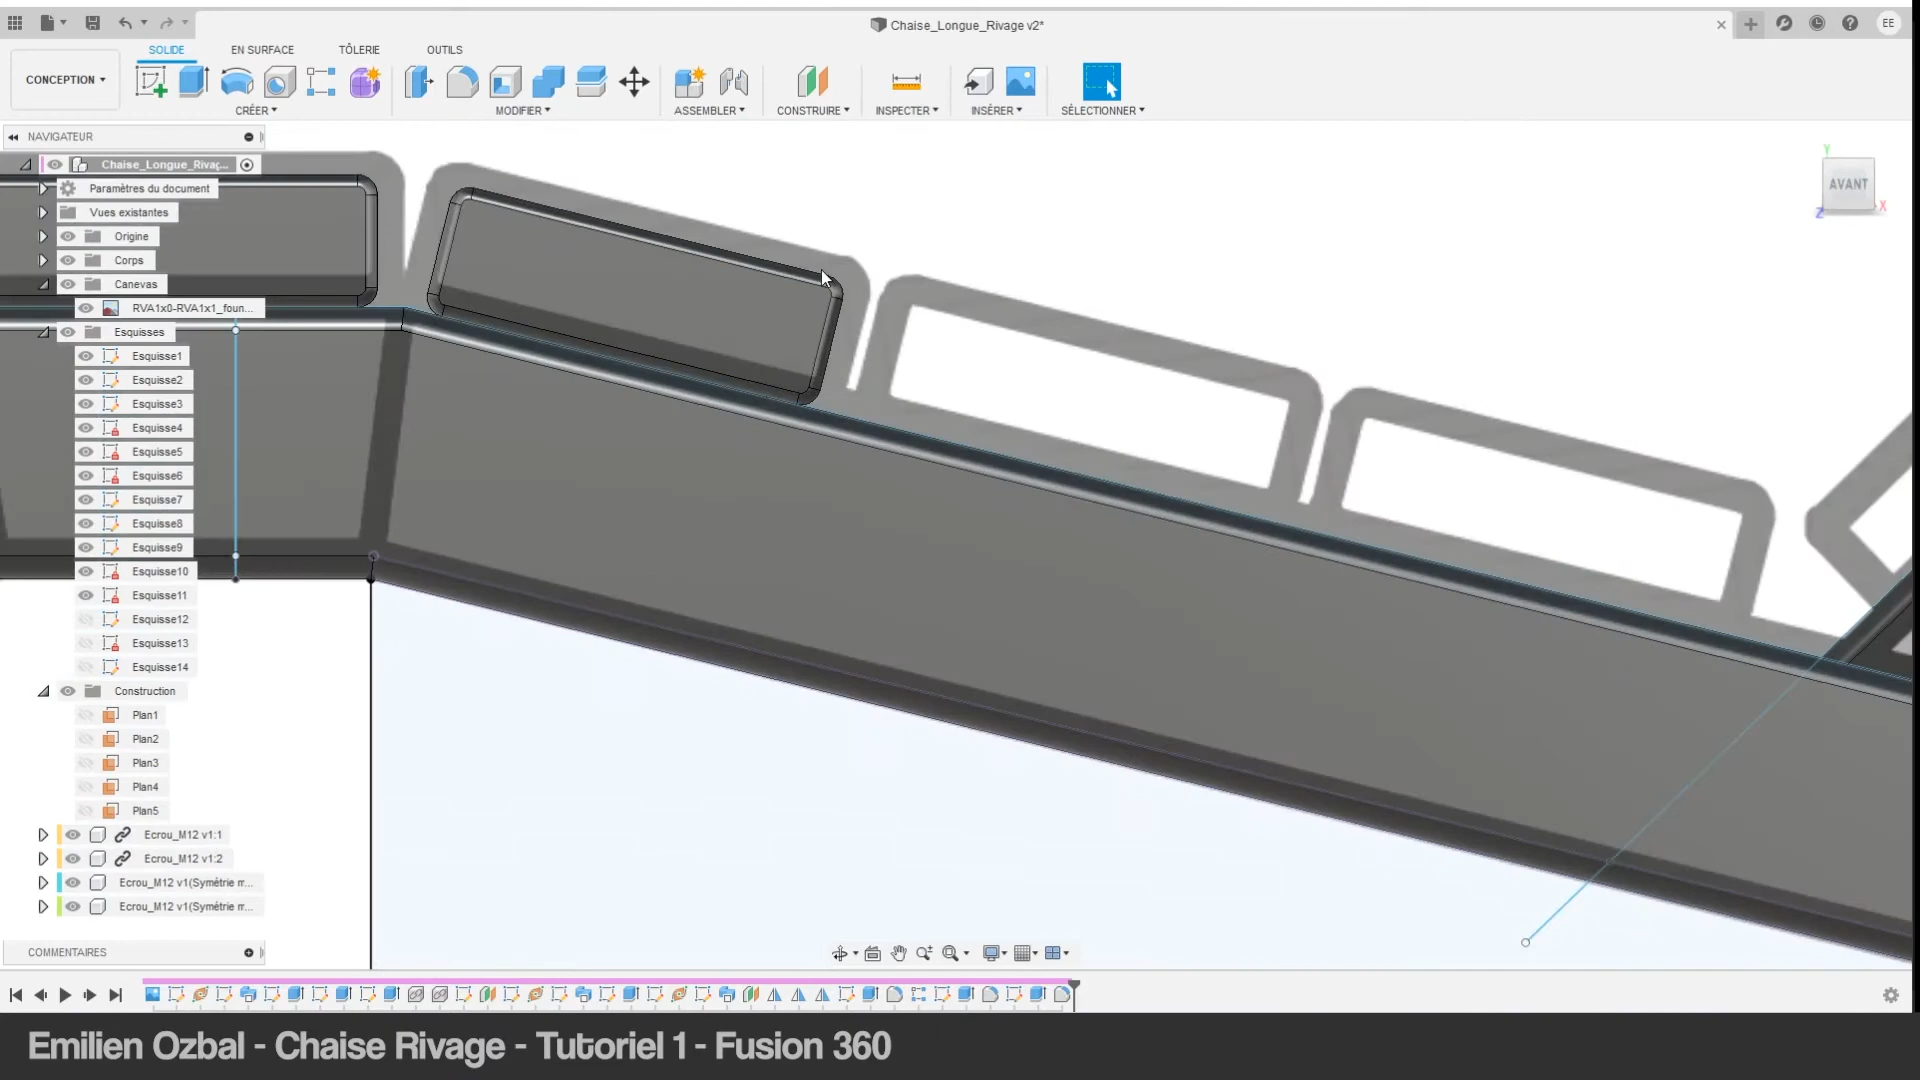 Chaise_Longue_Rivage v2*
EE
SOLIDE
EN SURFACE
TÔLERIE
OUTILS
CONCEPTION
CRÉER
MODIFIER
ASSEMBLER
CONSTRUIRE
INSPECTER
INSÉRER
SÉLECTIONNER
NAVIGATEUR
Chaise_Longue_Rivag...
Paramètres du document
Vues existantes
Origine
Corps
Canevas
RVA1x0-RVA1x1_foun...
Esquisses
Esquisse1
Esquisse2
Esquisse3
Esquisse4
Esquisse5
Esquisse6
Esquisse7
Esquisse8
Esquisse9
Esquisse10
Esquisse11
Esquisse12
Esquisse13
Esquisse14
Construction
Plan1
Plan2
Plan3
Plan4
Plan5
Ecrou_M12 v1:1
Ecrou_M12 v1:2
Ecrou_M12 v1(Symétrie m...
Ecrou_M12 v1(Symétrie m...
COMMENTAIRES
Y
AVANT
Z
X
Emilien Ozbal - Chaise Rivage - Tutoriel 1 - Fusion 360